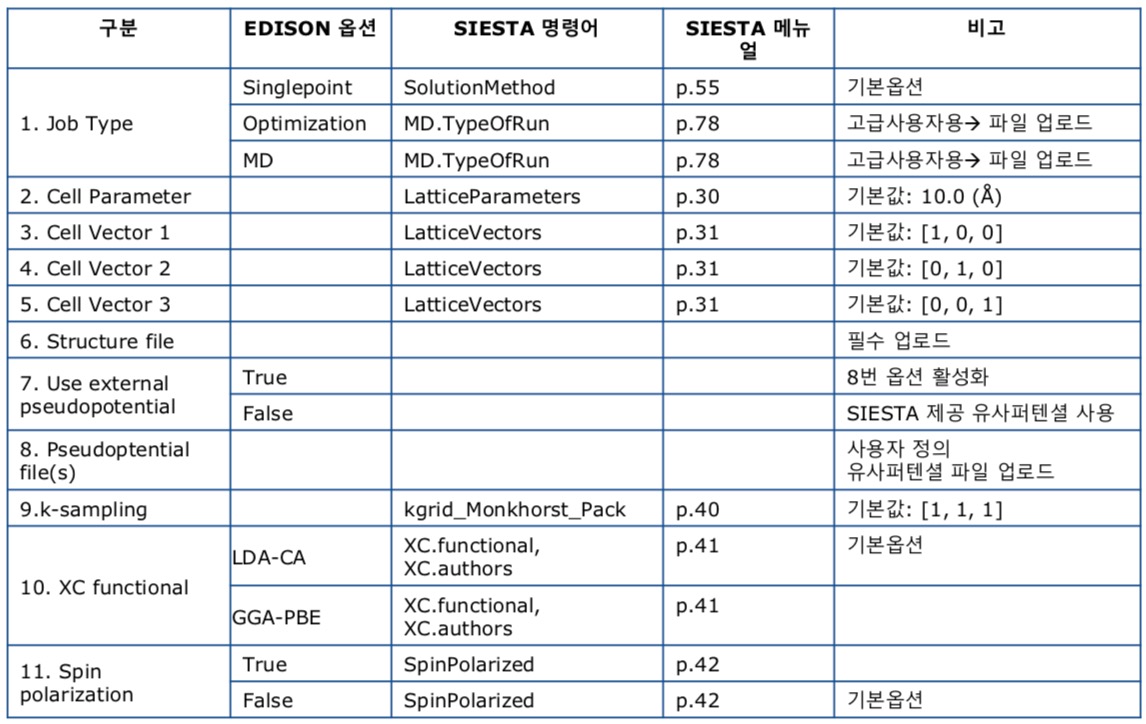 구분 EDISON 옵션 SIESTA 명령어 SIESTA 메뉴
얼 비고
1. Job Type Singlepoint SolutionMethod p.55 기본옵션
Optimization MD.TypeOfRun p.78 고급사용자용→ 파일 업로드
MD MD.TypeOfRun p.78 고급사용자용→ 파일 업로드
2. Cell Parameter LatticeParameters p.30 기본값: 10.0 (Å)
3. Cell Vector 1 LatticeVectors p.31 기본값: [1, 0, 0]
4. Cell Vector 2 LatticeVectors p.31 기본값: [0, 1, 0]
5. Cell Vector 3 LatticeVectors p.31 기본값: [0, 0, 1]
6. Structure file 필수 업로드
7. Use external
pseudopotential
True 8번 옵션 활성화
False SIESTA 제공 유사퍼텐셜 사용
8. Pseudoptential
file(s)
사용자 정의
유사퍼텐셜 파일 업로드
9.k-sampling kgrid_Monkhorst_Pack p.40 기본값: [1, 1, 1]
10. XC functional
LDA-CA
XC.functional,
XC.authors
p.41 기본옵션
GGA-PBE
XC.functional,
XC.authors
p.41
11. Spin
polarization
True SpinPolarized p.42
False SpinPolarized p.42 기본옵션